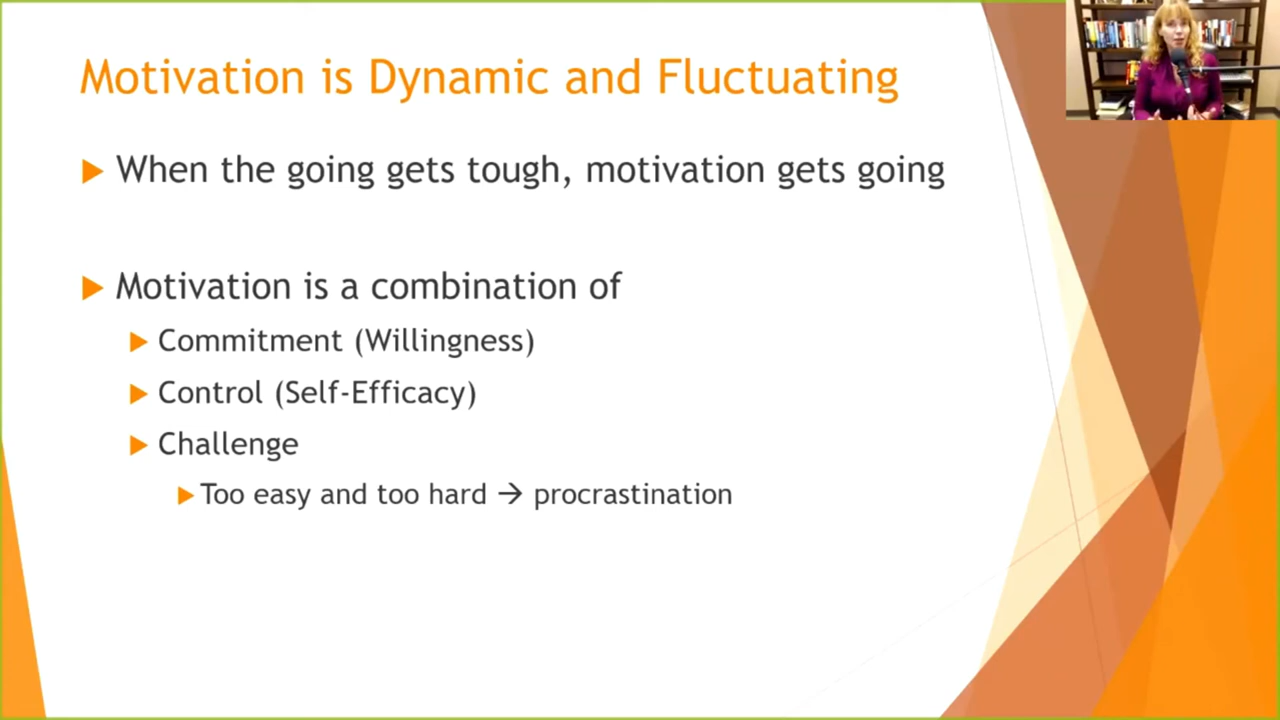 Motivation is Dynamic and Fluctuating
When the going gets tough, motivation gets going
Motivation is a combination of
Commitment (Willingness)
Control (Self-Efficacy)
Challenge
Too easy and too hard → procrastination